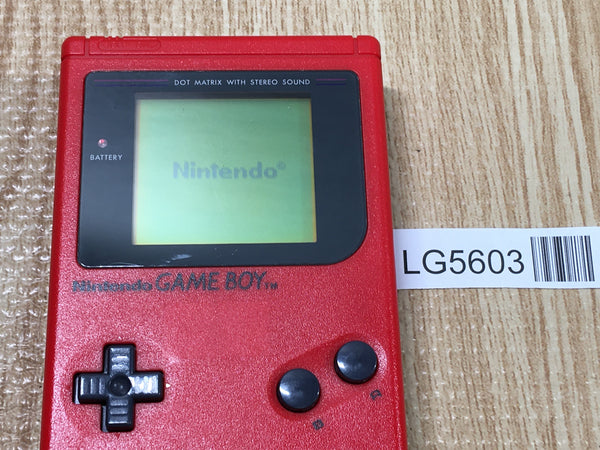 DOT MATRIX WITH STEREO SOUND
BATTERY
Nintendo®
LG5603
Nintendo GAME BOY™